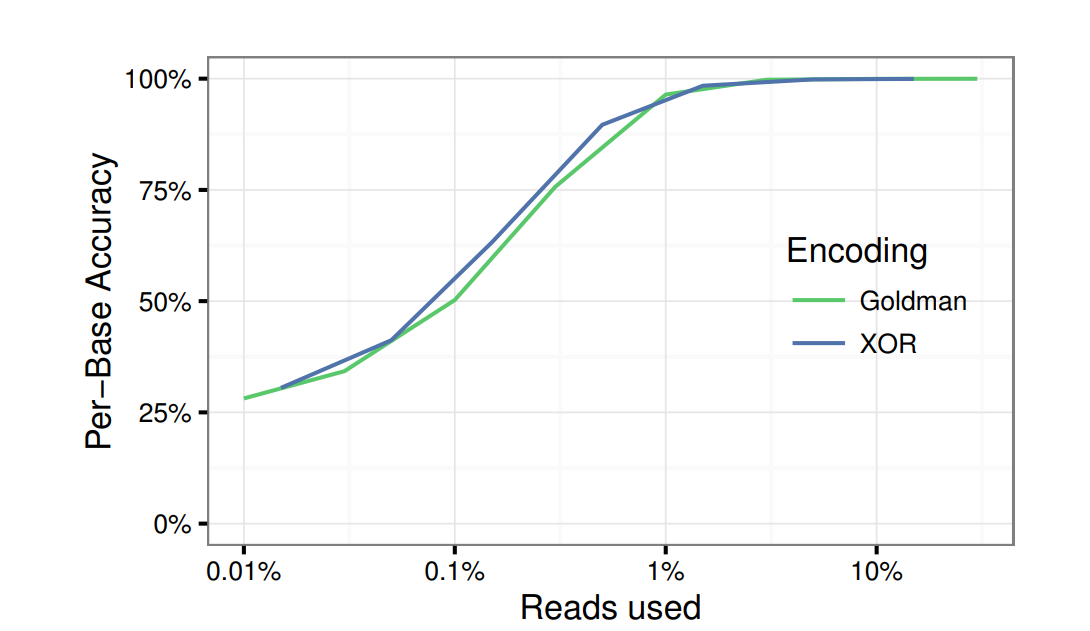 100%
75%
50%
25%
0%
Per−Base Accuracy
Encoding
Goldman
XOR
0.01% 0.1% 1% 10%
Reads used